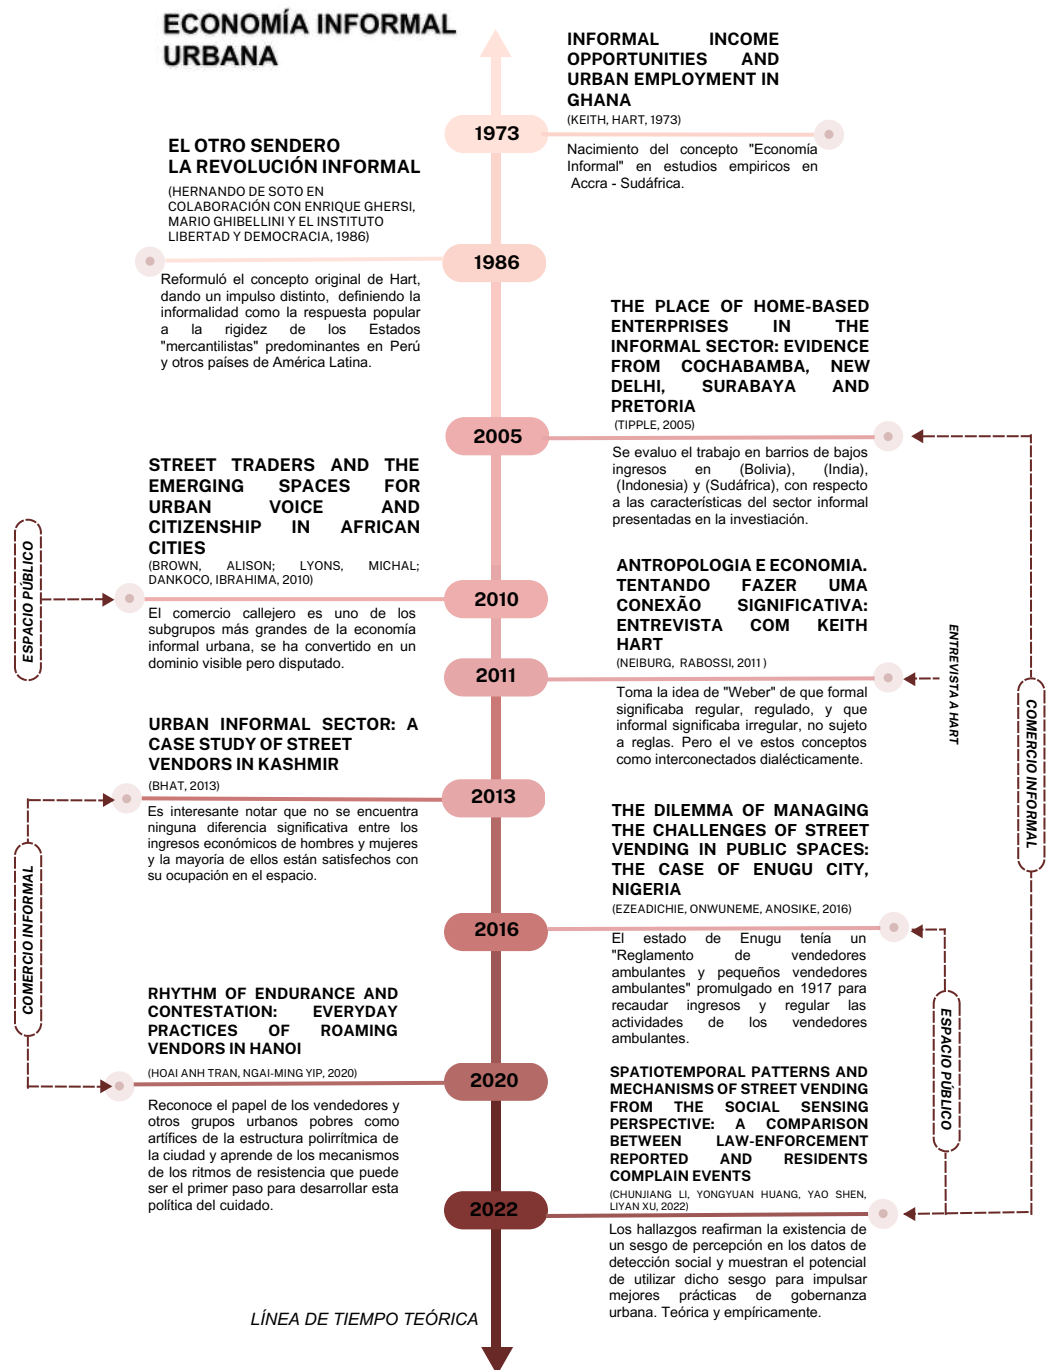 ECONOMÍA INFORMAL
URBANA
INFORMAL INCOME
OPPORTUNITIES AND
URBAN EMPLOYMENT IN
GHANA
(KEITH, HART, 1973)
1973
Nacimiento del concepto "Economía
Informal" en estudios empiricos en
Accra - Sudáfrica.
EL OTRO SENDERO
LA REVOLUCIÓN INFORMAL
(HERNANDO DE SOTO EN
COLABORACIÓN CON ENRIQUE GHERSI,
MARIO GHIBELLINI Y EL INSTITUTO
LIBERTAD Y DEMOCRACIA, 1986)
1986
Reformuló el concepto original de Hart,
dando un impulso distinto, definiendo la
informalidad como la respuesta popular
a la rigidez de los Estados
"mercantilistas" predominantes en Perú
y otros países de América Latina.
THE PLACE OF HOME-BASED
ENTERPRISES IN THE
INFORMAL SECTOR: EVIDENCE
FROM COCHABAMBA, NEW
DELHI, SURABAYA AND
PRETORIA
(TIPPLE, 2005)
2005
Se evaluo el trabajo en barrios de bajos
ingresos en (Bolivia), (India),
(Indonesia) y (Sudáfrica), con respecto
a las características del sector informal
presentadas en la investiación.
STREET TRADERS AND THE
EMERGING SPACES FOR
URBAN VOICE AND
CITIZENSHIP IN AFRICAN
CITIES
(BROWN, ALISON; LYONS, MICHAL;
DANKOCO, IBRAHIMA, 2010)
2010
El comercio callejero es uno de los
subgrupos más grandes de la economía
informal urbana, se ha convertido en un
dominio visible pero disputado.
ESPACIO PÚBLICO
ANTROPOLOGIA E ECONOMIA.
TENTANDO FAZER UMA
CONEXÃO SIGNIFICATIVA:
ENTREVISTA COM KEITH
HART
(NEIBURG, RABOSSI, 2011)
2011
Toma la idea de "Weber" de que formal
significaba regular, regulado, y que
informal significaba irregular, no sujeto
a reglas. Pero el ve estos conceptos
como interconectados dialécticamente.
ENTREVISTA A HART
COMERCIO INFORMAL
URBAN INFORMAL SECTOR: A
CASE STUDY OF STREET
VENDORS IN KASHMIR
(BHAT, 2013)
2013
Es interesante notar que no se encuentra
ninguna diferencia significativa entre los
ingresos económicos de hombres y mujeres
y la mayoría de ellos están satisfechos con
su ocupación en el espacio.
COMERCIO INFORMAL
THE DILEMMA OF MANAGING
THE CHALLENGES OF STREET
VENDING IN PUBLIC SPACES:
THE CASE OF ENUGU CITY,
NIGERIA
(EZEADICHIE, ONWUNEME, ANOSIKE, 2016)
2016
El estado de Enugu tenía un
"Reglamento de vendedores
ambulantes y pequeños vendedores
ambulantes" promulgado en 1917 para
recaudar ingresos y regular las
actividades de los vendedores
ambulantes.
ESPACIO PÚBLICO
RHYTHM OF ENDURANCE AND
CONTESTATION: EVERYDAY
PRACTICES OF ROAMING
VENDORS IN HANOI
(HOAI ANH TRAN, NGAI-MING YIP, 2020)
2020
Reconoce el papel de los vendedores y
otros grupos urbanos pobres como
artífices de la estructura polirrítmica de
la ciudad y aprende de los mecanismos
de los ritmos de resistencia que puede
ser el primer paso para desarrollar esta
política del cuidado.
SPATIOTEMPORAL PATTERNS AND
MECHANISMS OF STREET VENDING
FROM THE SOCIAL SENSING
PERSPECTIVE: A COMPARISON
BETWEEN LAW-ENFORCEMENT
REPORTED AND RESIDENTS
COMPLAIN EVENTS
(CHUNJIANG LI, YONGYUAN HUANG, YAO SHEN,
LIYAN XU, 2022)
2022
Los hallazgos reafirman la existencia de
un sesgo de percepción en los datos de
detección social y muestran el potencial
de utilizar dicho sesgo para impulsar
mejores prácticas de gobernanza
urbana. Teórica y empíricamente.
LÍNEA DE TIEMPO TEÓRICA